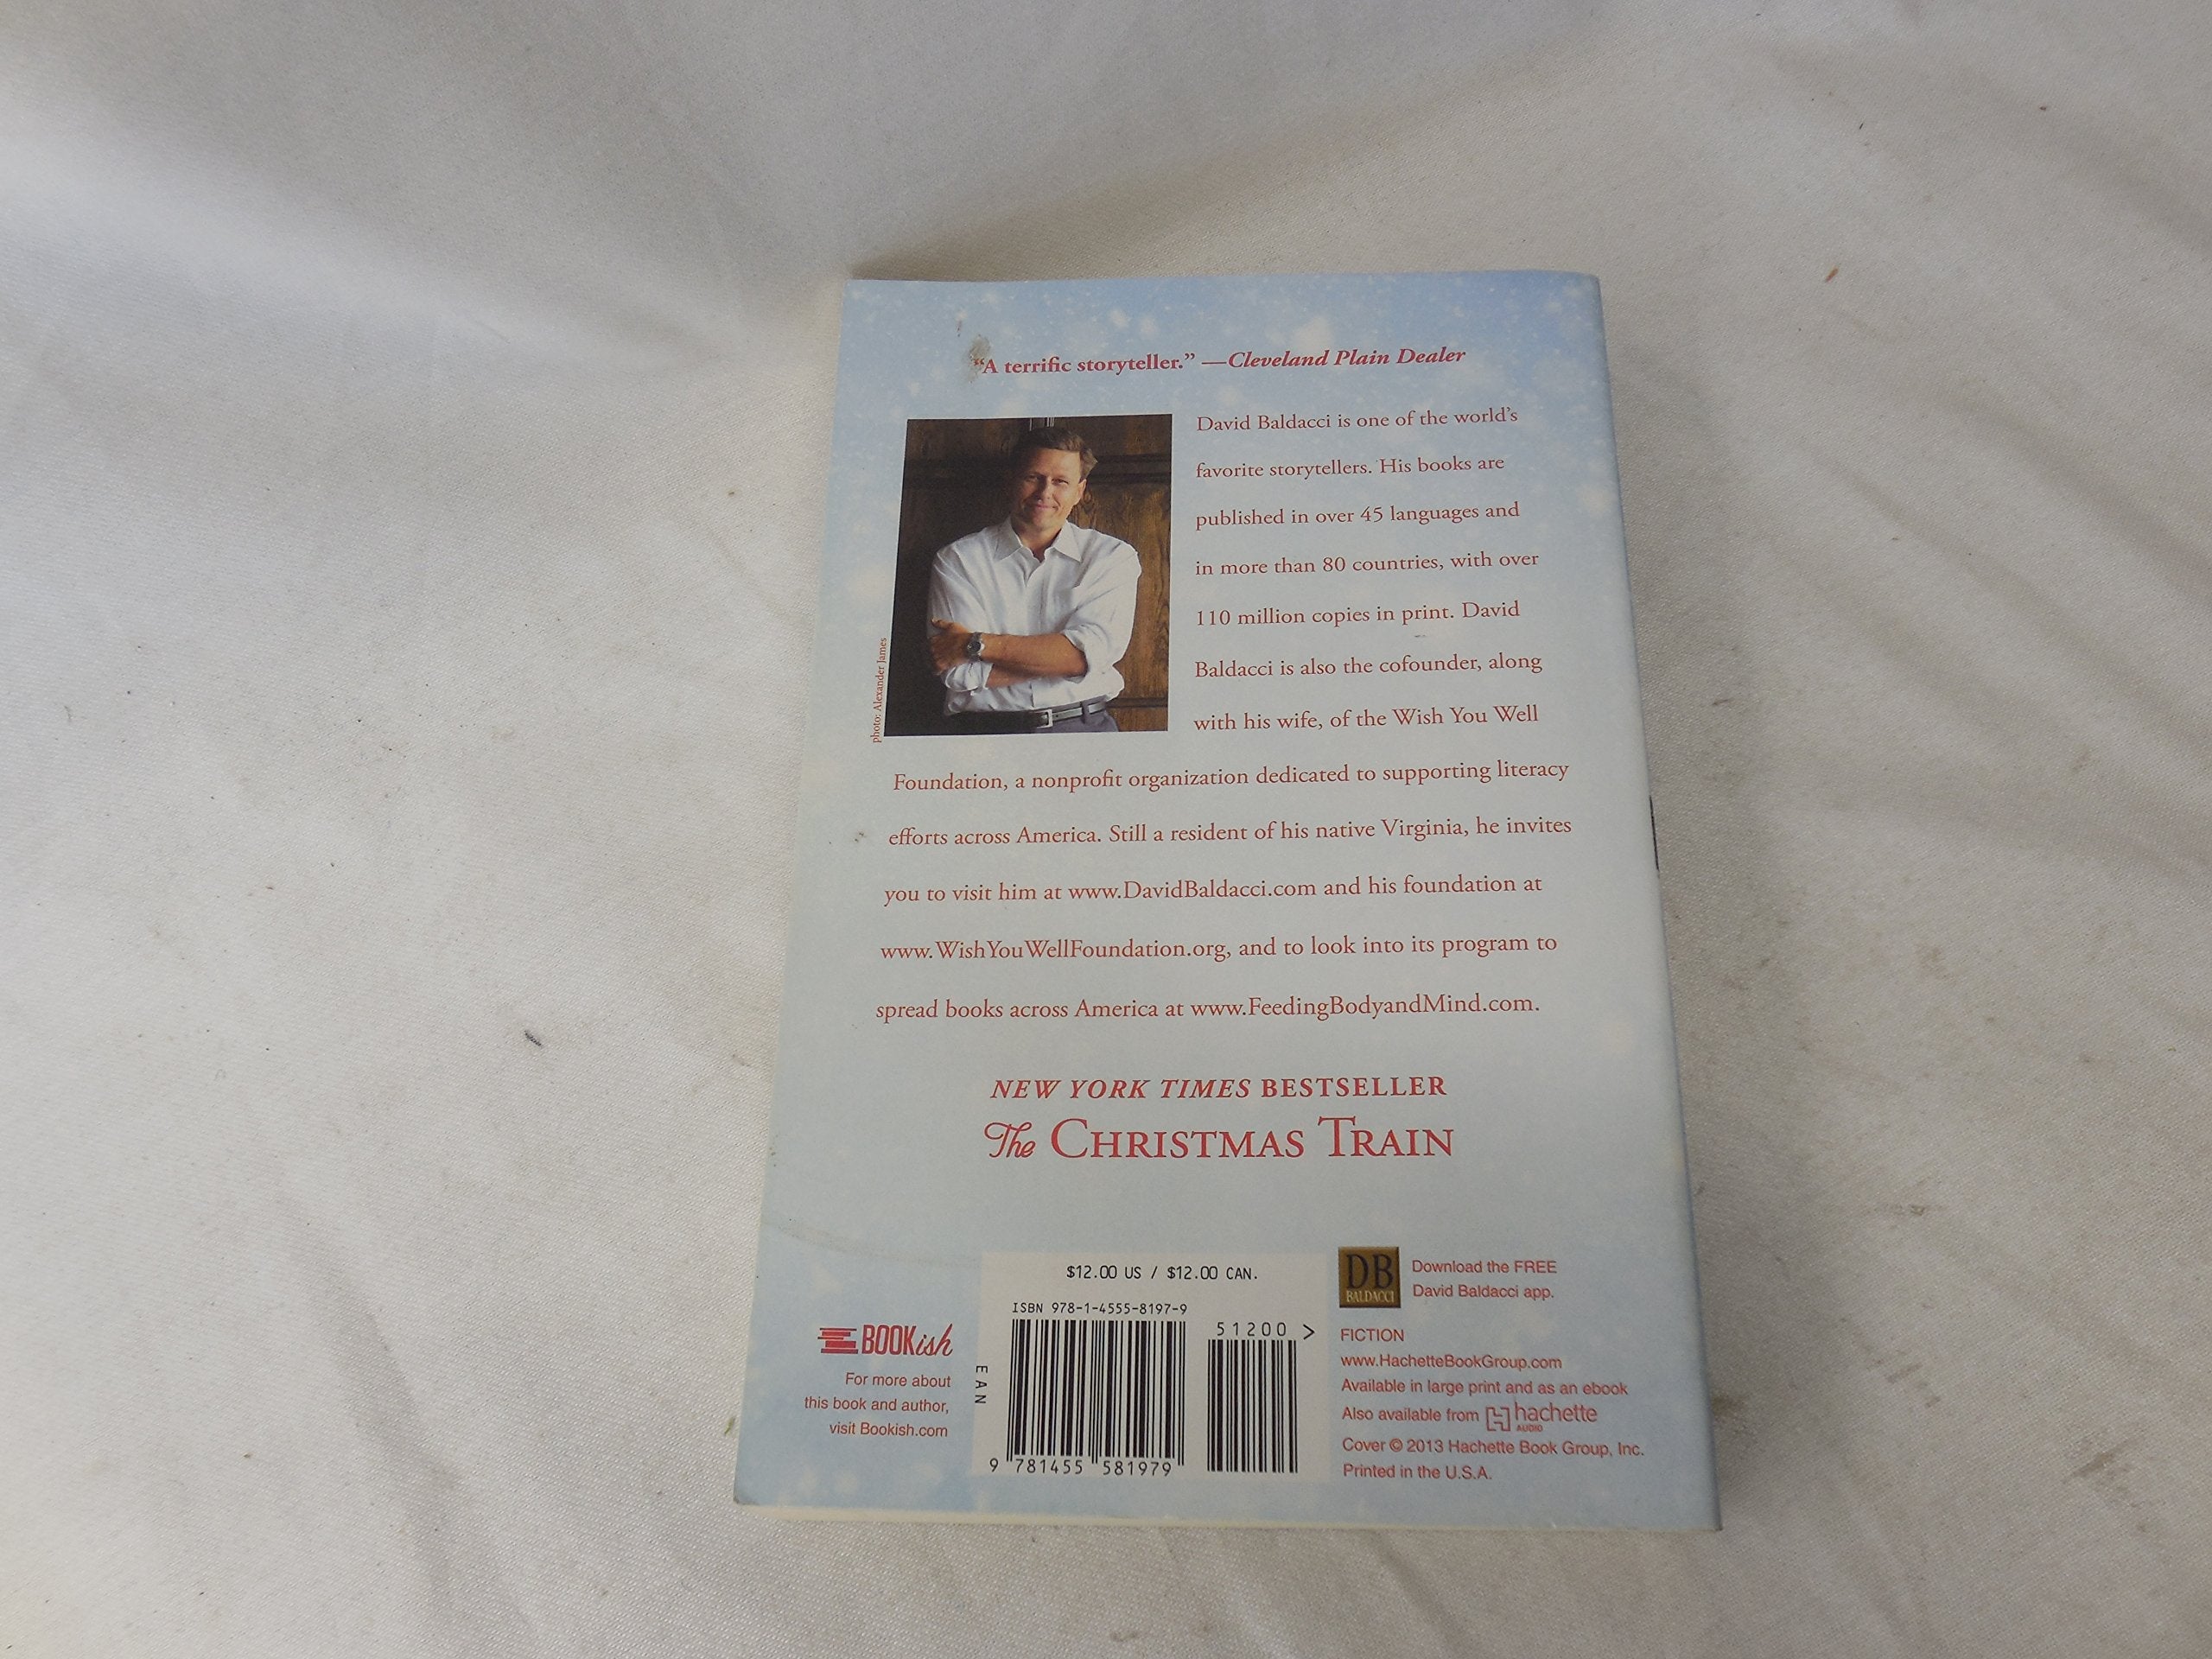 “A terrific storyteller.” —Cleveland Plain Dealer
David Baldacci is one of the world’s
favorite storytellers. His books are
published in over 45 languages and
in more than 80 countries, with over
110 million copies in print. David
Baldacci is also the cofounder, along
with his wife, of the Wish You Well
photo: Alexander James
Foundation, a nonprofit organization dedicated to supporting literacy
efforts across America. Still a resident of his native Virginia, he invites
you to visit him at www.DavidBaldacci.com and his foundation at
www.WishYouWellFoundation.org, and to look into its program to
spread books across America at www.FeedingBodyandMind.com.
NEW YORK TIMES BESTSELLER
The CHRISTMAS TRAIN
BOOKish
For more about
this book and author,
visit Bookish.com
$12.00 US / $12.00 CAN.
ISBN 978-1-4555-8197-9
51200 >
EAN
9 781455 581979
DB
BALDACCI
Download the FREE
David Baldacci app.
FICTION
www.HachetteBookGroup.com
Available in large print and as an ebook
Also available from hachette
AUDIO
Cover © 2013 Hachette Book Group, Inc.
Printed in the U.S.A.